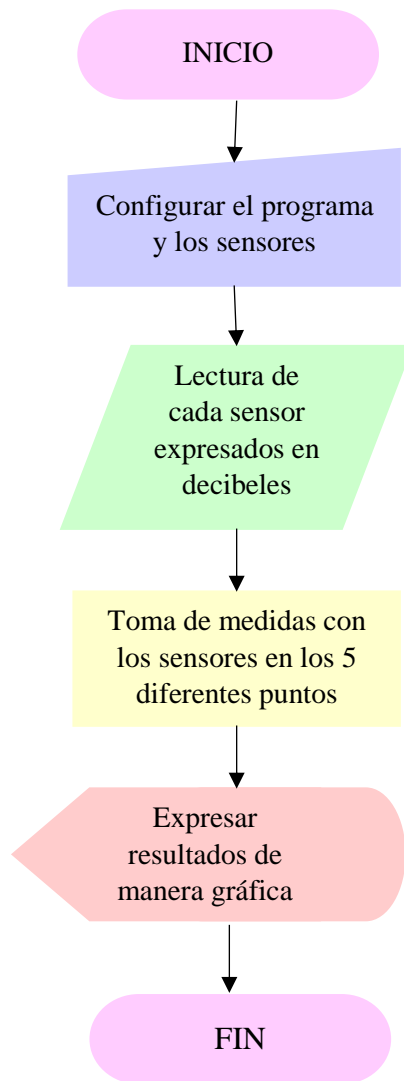 INICIO
Configurar el programa
y los sensores
Lectura de
cada sensor
expresados en
decibeles
Toma de medidas con
los sensores en los 5
diferentes puntos
Expresar
resultados de
manera gráfica
FIN